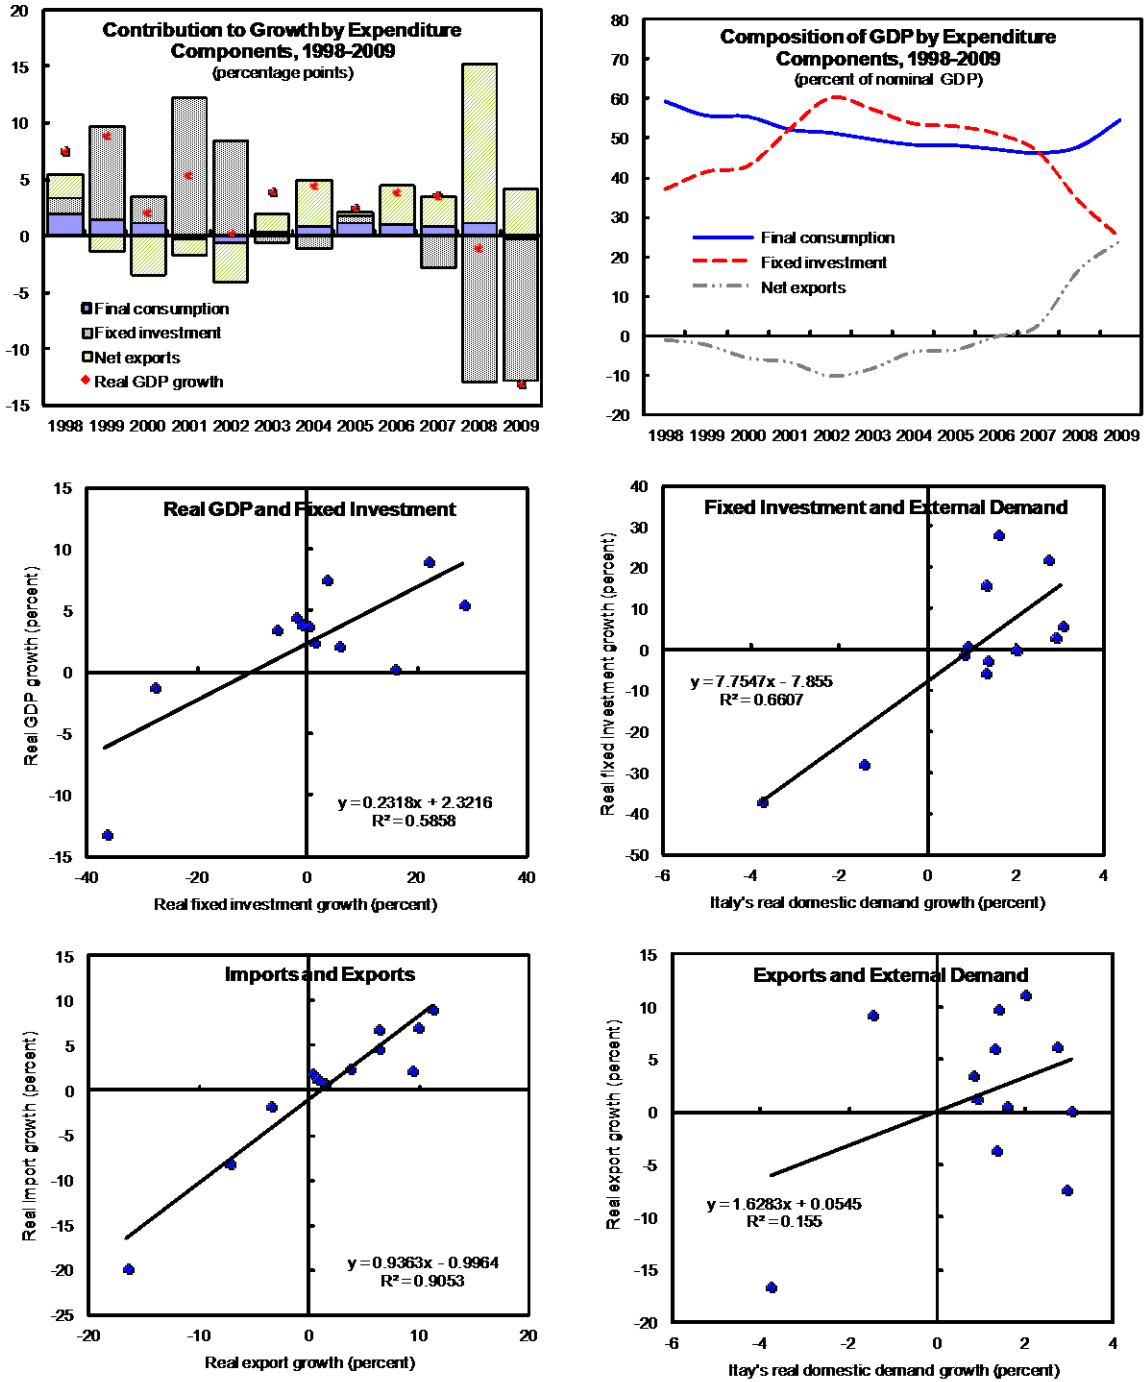 Contribution to Growth by Expenditure
Components, 1998-2009
(percentage points)
20
15
10
5
0
-5
-10
-15
Final consumption
Fixed investment
Net exports
Real GDP growth
1998 1999 2000 2001 2002 2003 2004 2005 2006 2007 2008 2009
Composition of GDP by Expenditure
Components, 1998-2009
(percent of nominal GDP)
80
70
60
50
40
30
20
10
0
-10
-20
Final consumption
Fixed investment
Net exports
1998 1999 2000 2001 2002 2003 2004 2005 2006 2007 2008 2009
Real GDP and Fixed Investment
Real GDP growth (percent)
15
10
5
0
-5
-10
-15
y = 0.2318x + 2.3216
R² = 0.5858
-40 -20 0 20 40
Real fixed investment growth (percent)
Fixed Investment and External Demand
Real fixed investment growth (percent)
40
30
20
10
0
-10
-20
-30
-40
-50
y = 7.7547x - 7.855
R² = 0.6607
-6 -4 -2 0 2 4
Italy's real domestic demand growth (percent)
Imports and Exports
Real import growth (percent)
15
10
5
0
-5
-10
-15
-20
-25
y = 0.9363x - 0.9964
R² = 0.9053
-20 -10 0 10 20
Real export growth (percent)
Exports and External Demand
Real export growth (percent)
15
10
5
0
-5
-10
-15
-20
y = 1.6283x + 0.0545
R² = 0.155
-6 -4 -2 0 2 4
Itay's real domestic demand growth (percent)